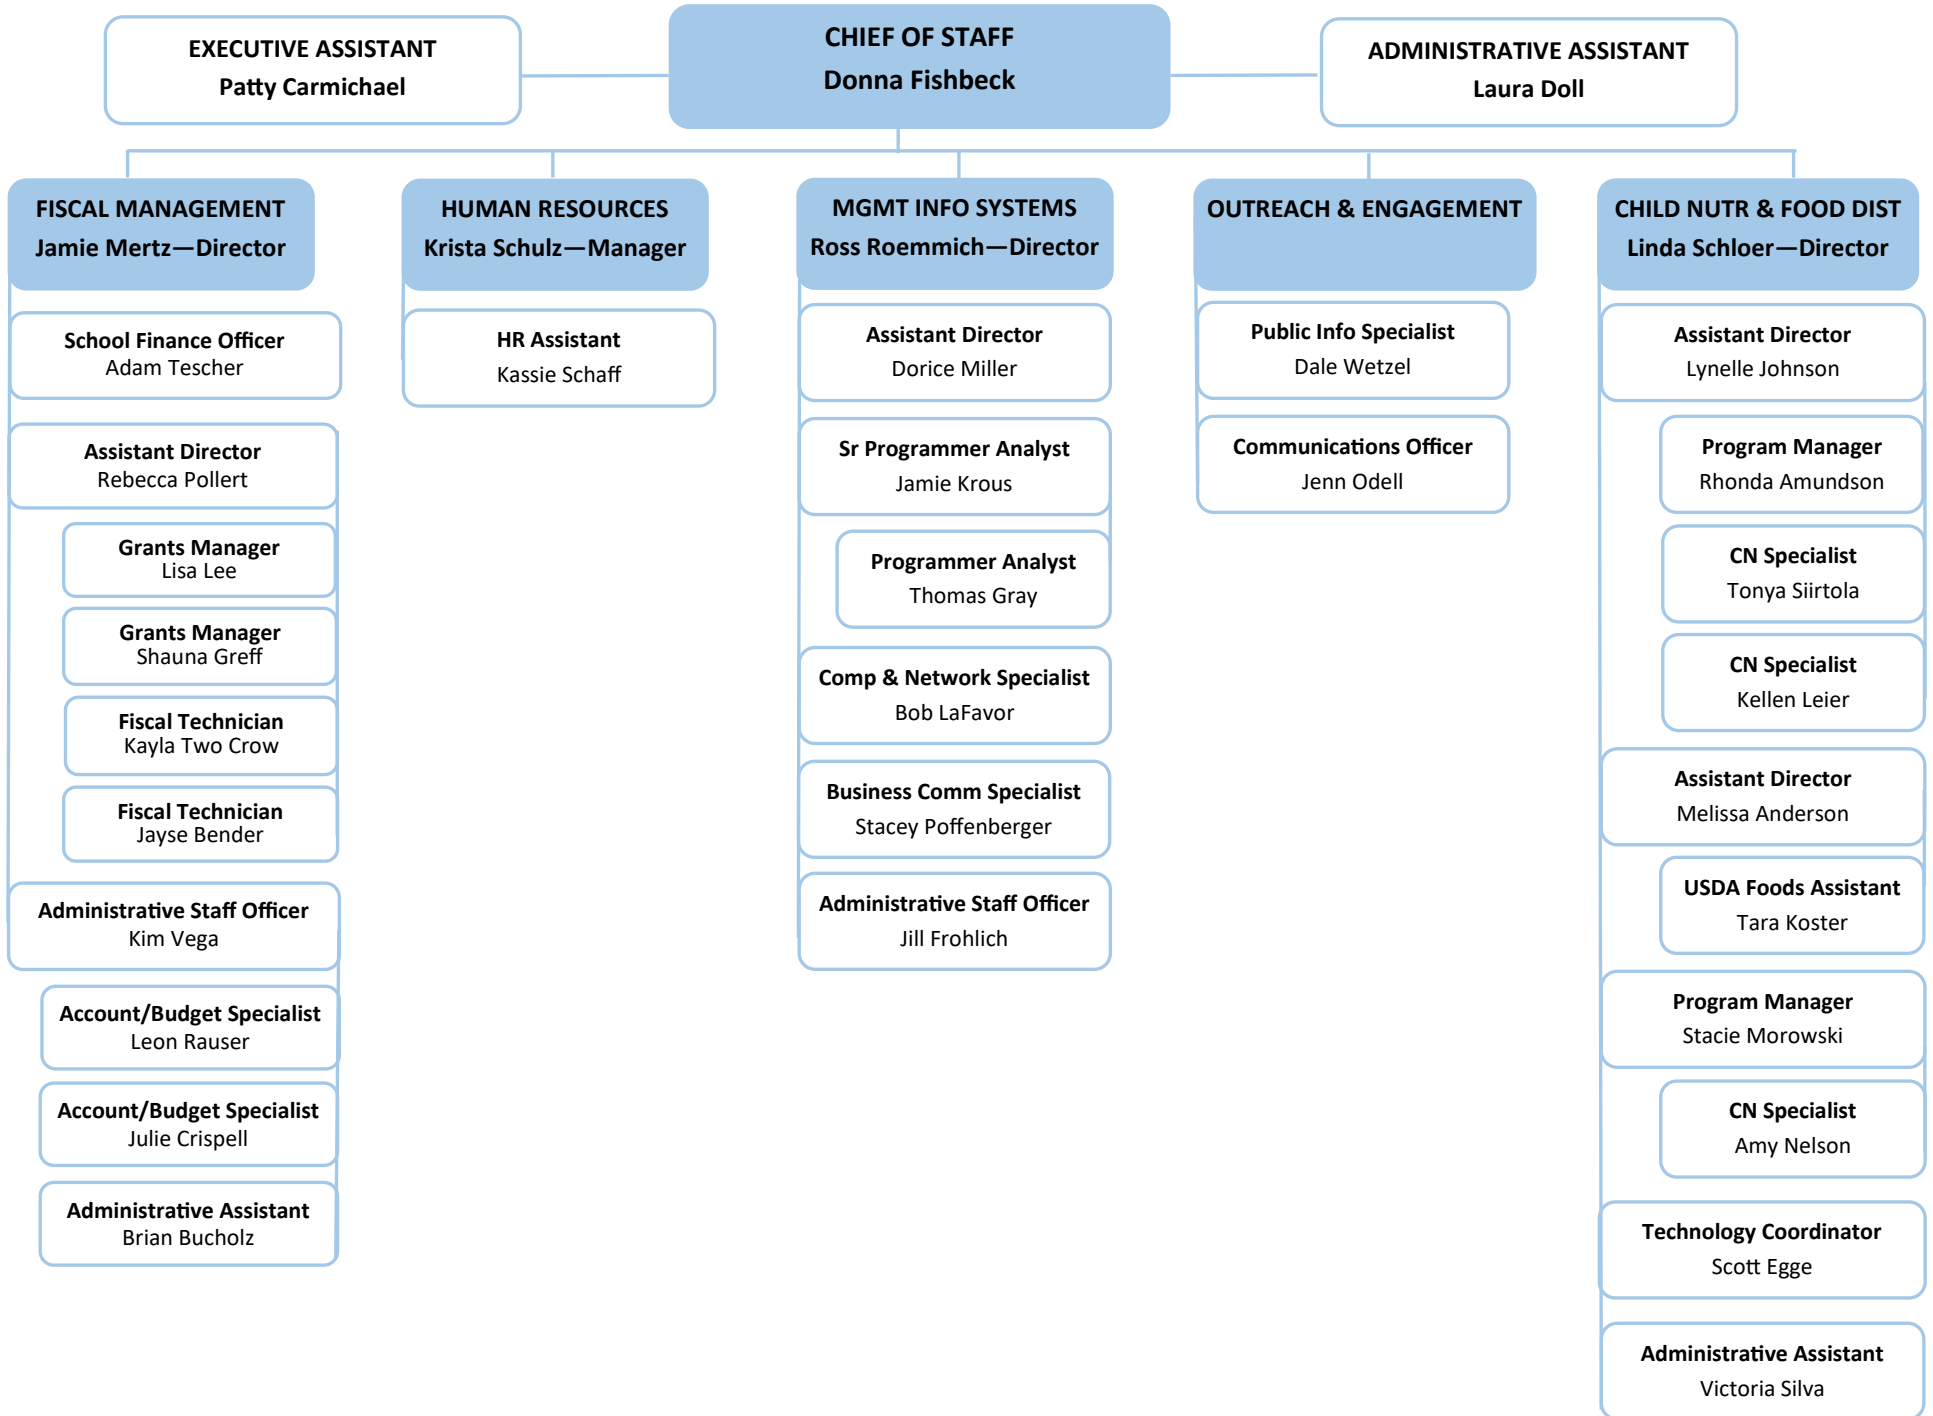 EXECUTIVE ASSISTANT
Patty Carmichael
CHIEF OF STAFF
Donna Fishbeck
ADMINISTRATIVE ASSISTANT
Laura Doll
FISCAL MANAGEMENT
Jamie Mertz—Director
School Finance Officer
Adam Tescher
Assistant Director
Rebecca Pollert
Grants Manager
Lisa Lee
Grants Manager
Shauna Greff
Fiscal Technician
Kayla Two Crow
Fiscal Technician
Jayse Bender
Administrative Staff Officer
Kim Vega
Account/Budget Specialist
Leon Rauser
Account/Budget Specialist
Julie Crispell
Administrative Assistant
Brian Bucholz
HUMAN RESOURCES
Krista Schulz—Manager
HR Assistant
Kassie Schaff
MGMT INFO SYSTEMS
Ross Roemmich—Director
Assistant Director
Dorice Miller
Sr Programmer Analyst
Jamie Krous
Programmer Analyst
Thomas Gray
Comp & Network Specialist
Bob LaFavor
Business Comm Specialist
Stacey Poffenberger
Administrative Staff Officer
Jill Frohlich
OUTREACH & ENGAGEMENT
Public Info Specialist
Dale Wetzel
Communications Officer
Jenn Odell
CHILD NUTR & FOOD DIST
Linda Schloer—Director
Assistant Director
Lynelle Johnson
Program Manager
Rhonda Amundson
CN Specialist
Tonya Siirtola
CN Specialist
Kellen Leier
Assistant Director
Melissa Anderson
USDA Foods Assistant
Tara Koster
Program Manager
Stacie Morowski
CN Specialist
Amy Nelson
Technology Coordinator
Scott Egge
Administrative Assistant
Victoria Silva